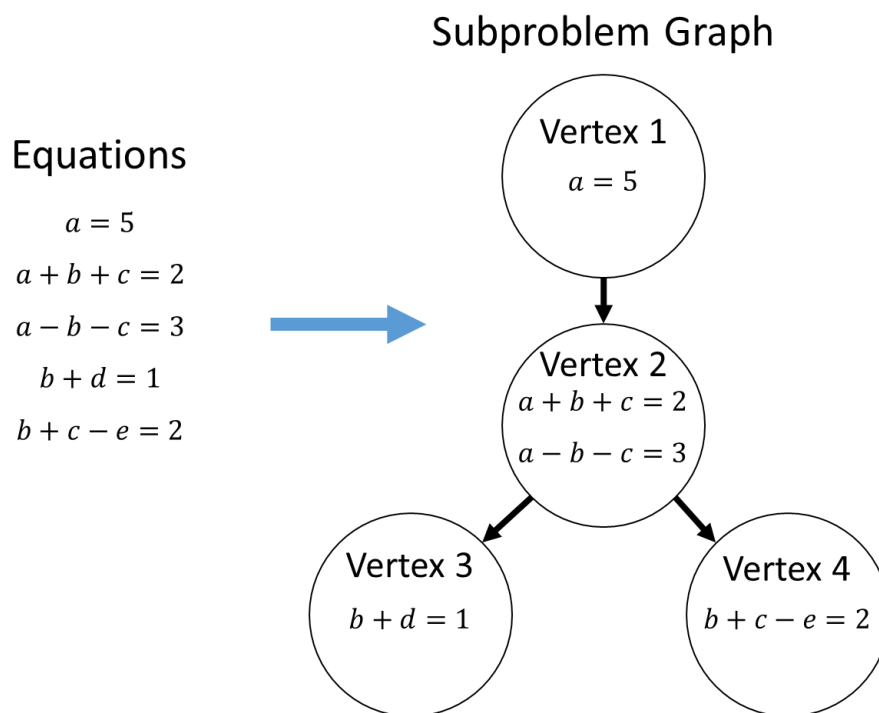 Subproblem Graph
Equations
a = 5
a + b + c = 2
a − b − c = 3
b + d = 1
b + c − e = 2
Vertex 1
a = 5
Vertex 2
a + b + c = 2
a − b − c = 3
Vertex 3
b + d = 1
Vertex 4
b + c − e = 2